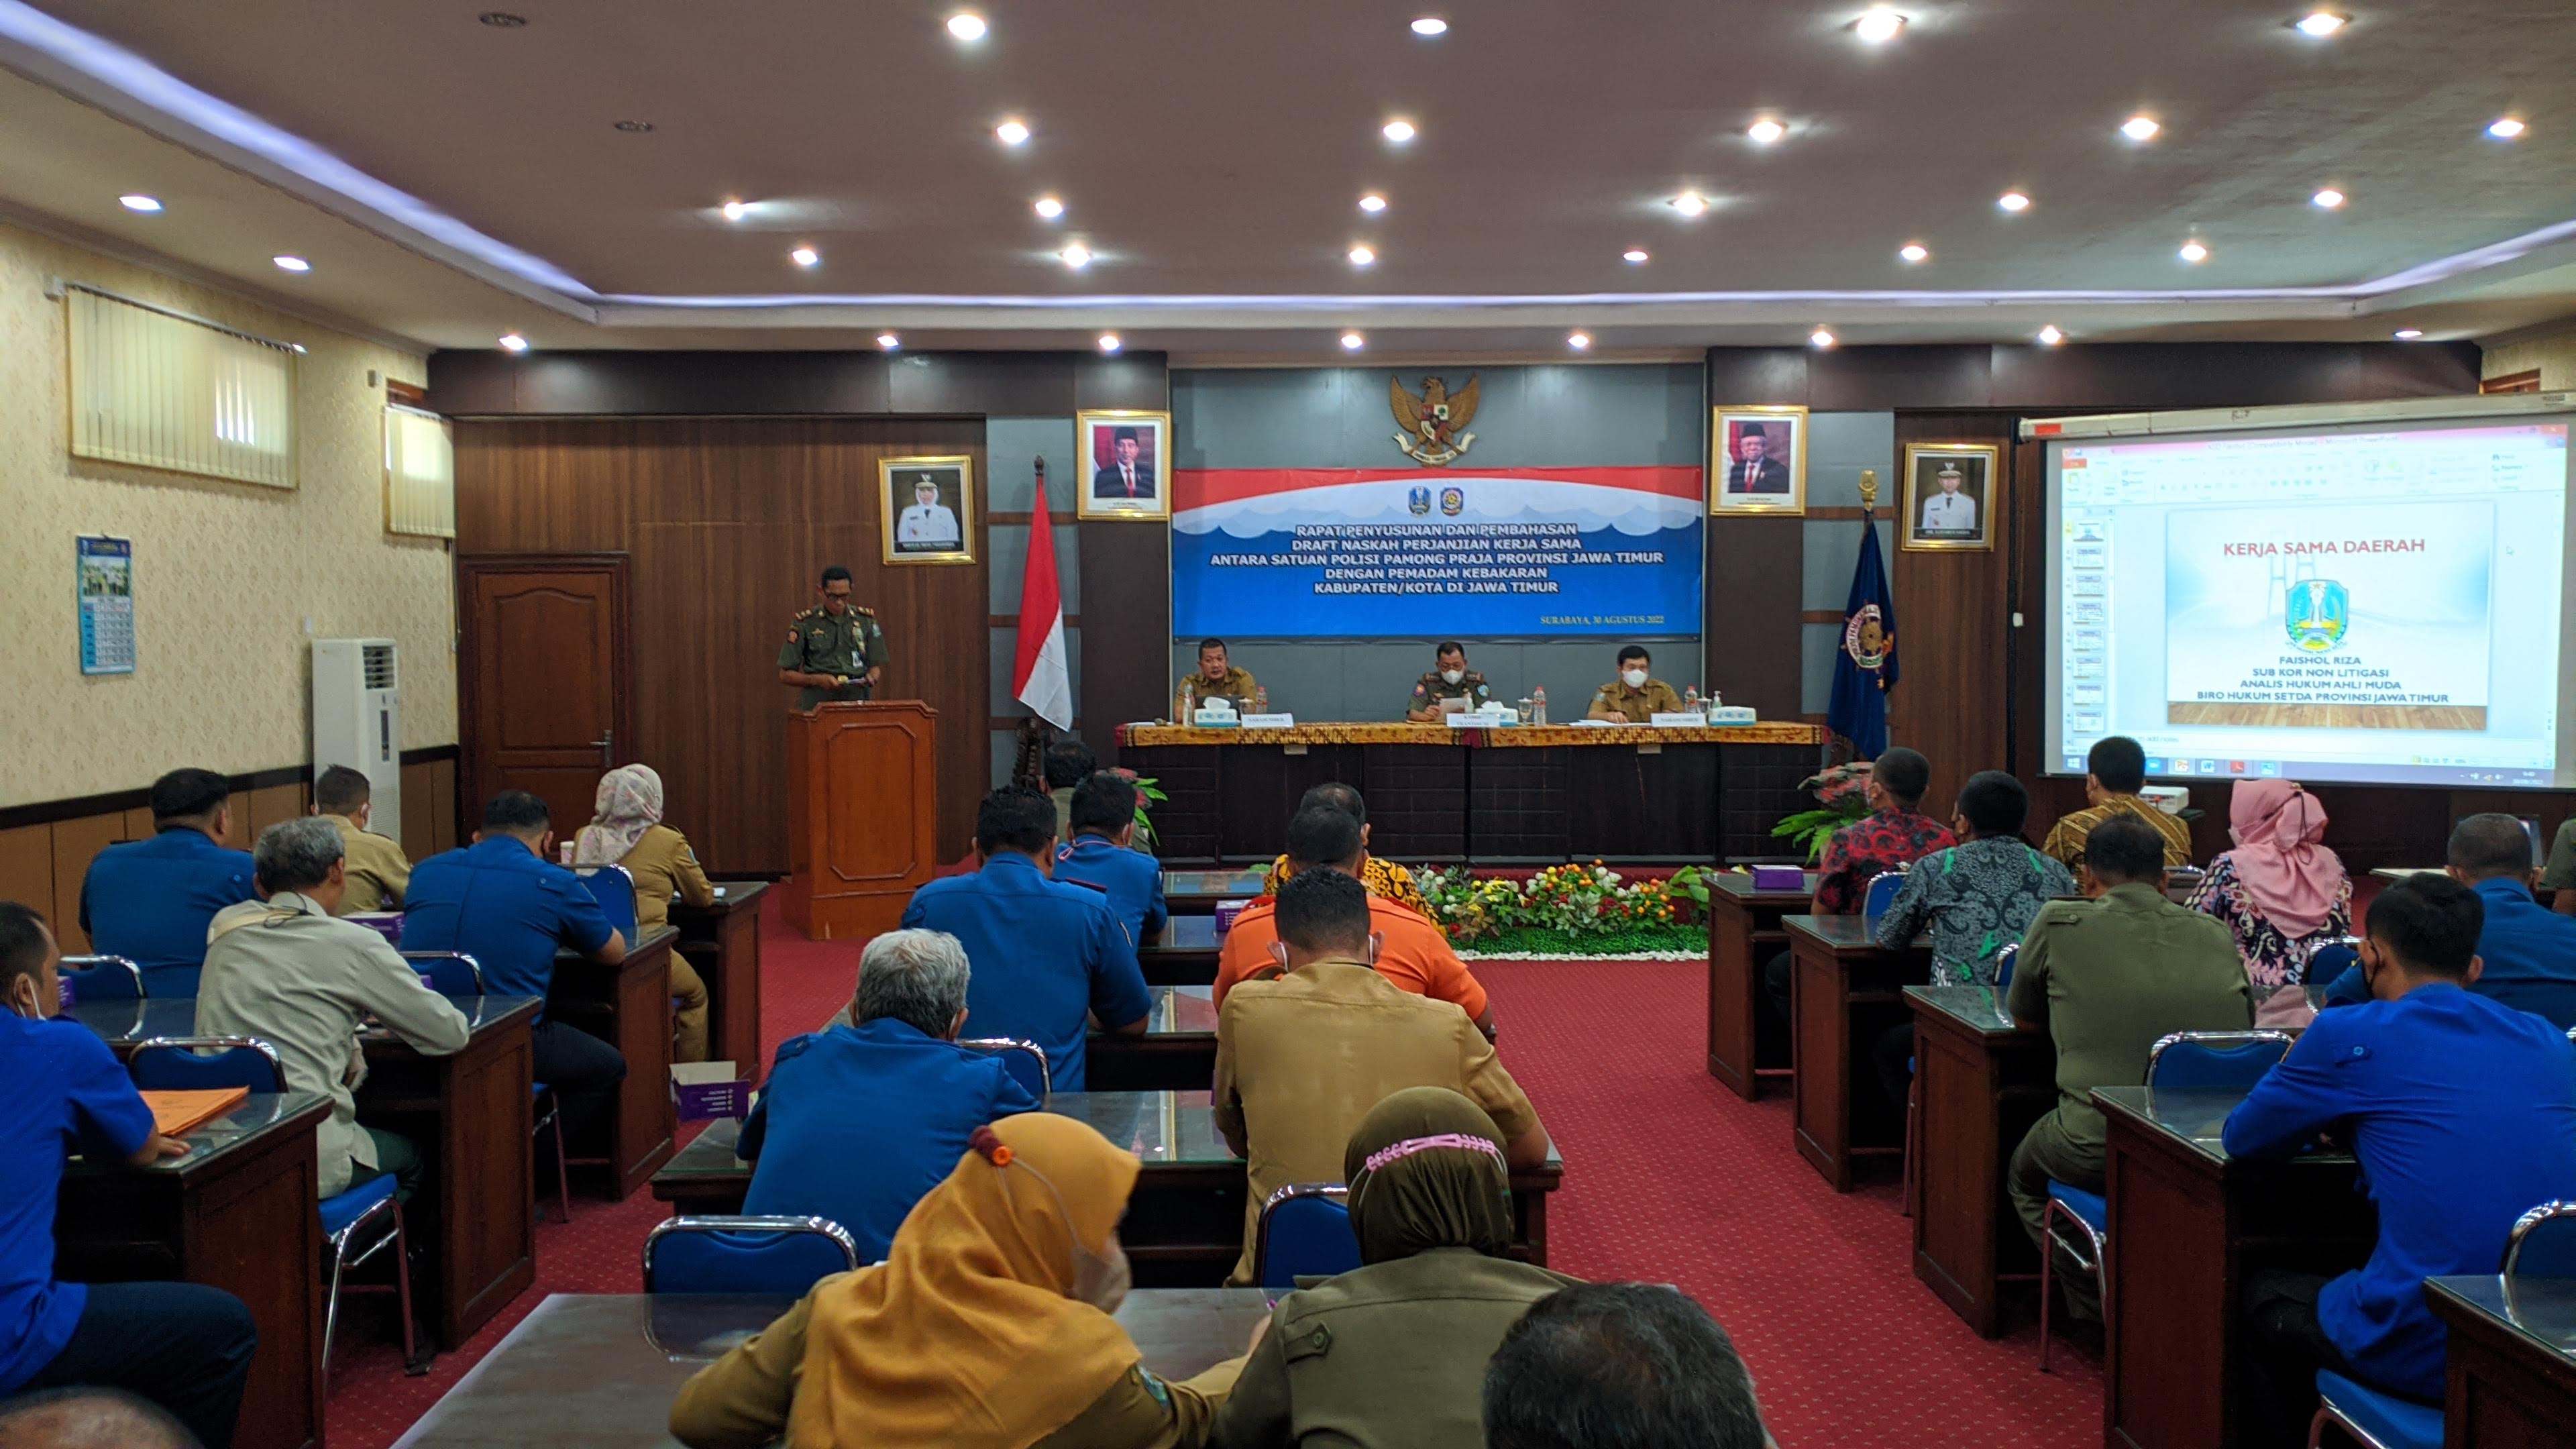 RAPAT PENYUSUNAN DAN PEMBAHASAN
DRAFT NASKAH PERJANJIAN KERJA SAMA
ANTARA SATUAN POLISI PAMONG PRAJA PROVINSI JAWA TIMUR
DENGAN PEMADAM KEBAKARAN
KABUPATEN/KOTA DI JAWA TIMUR
SURABAYA, 30 AGUSTUS 2022
KERJA SAMA DAERAH
FAISHOL RIZA
SUB KOR NON LITIGASI
ANALIS HUKUM AHLI MUDA
BIRO HUKUM SETDA PROVINSI JAWA TIMUR
NARASUMBER
NARASUMBER